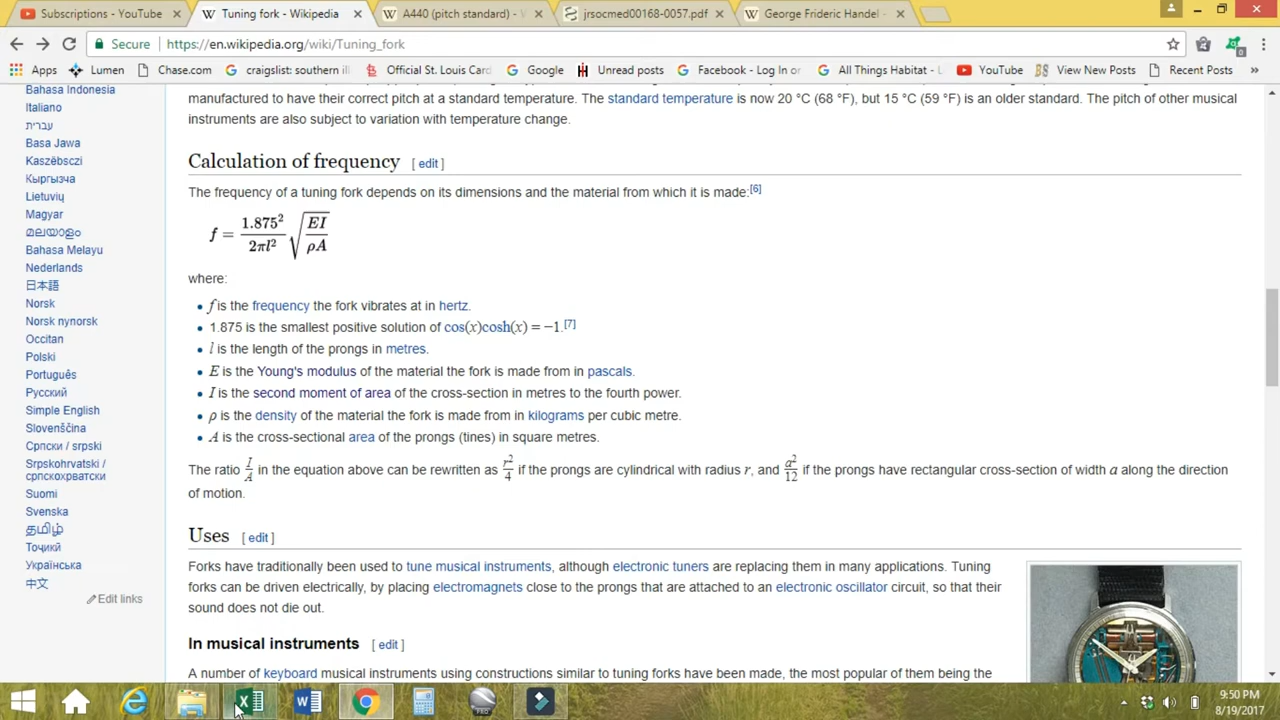 Subscriptions - YouTube
Tuning fork - Wikipedia
A440 (pitch standard) - W
jrsocmed00168-0057.pdf
George Frideric Handel -
Secure
https://en.wikipedia.org/wiki/Tuning_fork
Apps
Lumen
Chase.com
craigslist: southern ill
Official St. Louis Card
Google
Unread posts
Facebook - Log In or
All Things Habitat - L
YouTube
View New Posts
Recent Posts
»
Bahasa Indonesia
Italiano
עברית
Basa Jawa
Kaszëbsczi
Кыргызча
Lietuvių
Magyar
മലയാളം
Bahasa Melayu
Nederlands
日本語
Norsk
Norsk nynorsk
Occitan
Polski
Português
Русский
Simple English
Slovenščina
Српски / srpski
Srpskohrvatski /
српскохрватски
Suomi
Svenska
தமிழ்
Тоҷикӣ
Українська
中文
Edit links
manufactured to have their correct pitch at a standard temperature. The standard temperature is now 20 °C (68 °F), but 15 °C (59 °F) is an older standard. The pitch of other musical
instruments are also subject to variation with temperature change.
Calculation of frequency [ edit ]
The frequency of a tuning fork depends on its dimensions and the material from which it is made:[6]
f = 1.875² / 2πl² √ EI / ρA
where:
• f is the frequency the fork vibrates at in hertz.
• 1.875 is the smallest positive solution of cos(x)cosh(x) = −1.[7]
• l is the length of the prongs in metres.
• E is the Young's modulus of the material the fork is made from in pascals.
• I is the second moment of area of the cross-section in metres to the fourth power.
• ρ is the density of the material the fork is made from in kilograms per cubic metre.
• A is the cross-sectional area of the prongs (tines) in square metres.
The ratio I/A in the equation above can be rewritten as r²/4 if the prongs are cylindrical with radius r, and a²/12 if the prongs have rectangular cross-section of width a along the direction
of motion.
Uses [ edit ]
Forks have traditionally been used to tune musical instruments, although electronic tuners are replacing them in many applications. Tuning
forks can be driven electrically, by placing electromagnets close to the prongs that are attached to an electronic oscillator circuit, so that their
sound does not die out.
In musical instruments [ edit ]
A number of keyboard musical instruments using constructions similar to tuning forks have been made, the most popular of them being the
9:50 PM
8/19/2017